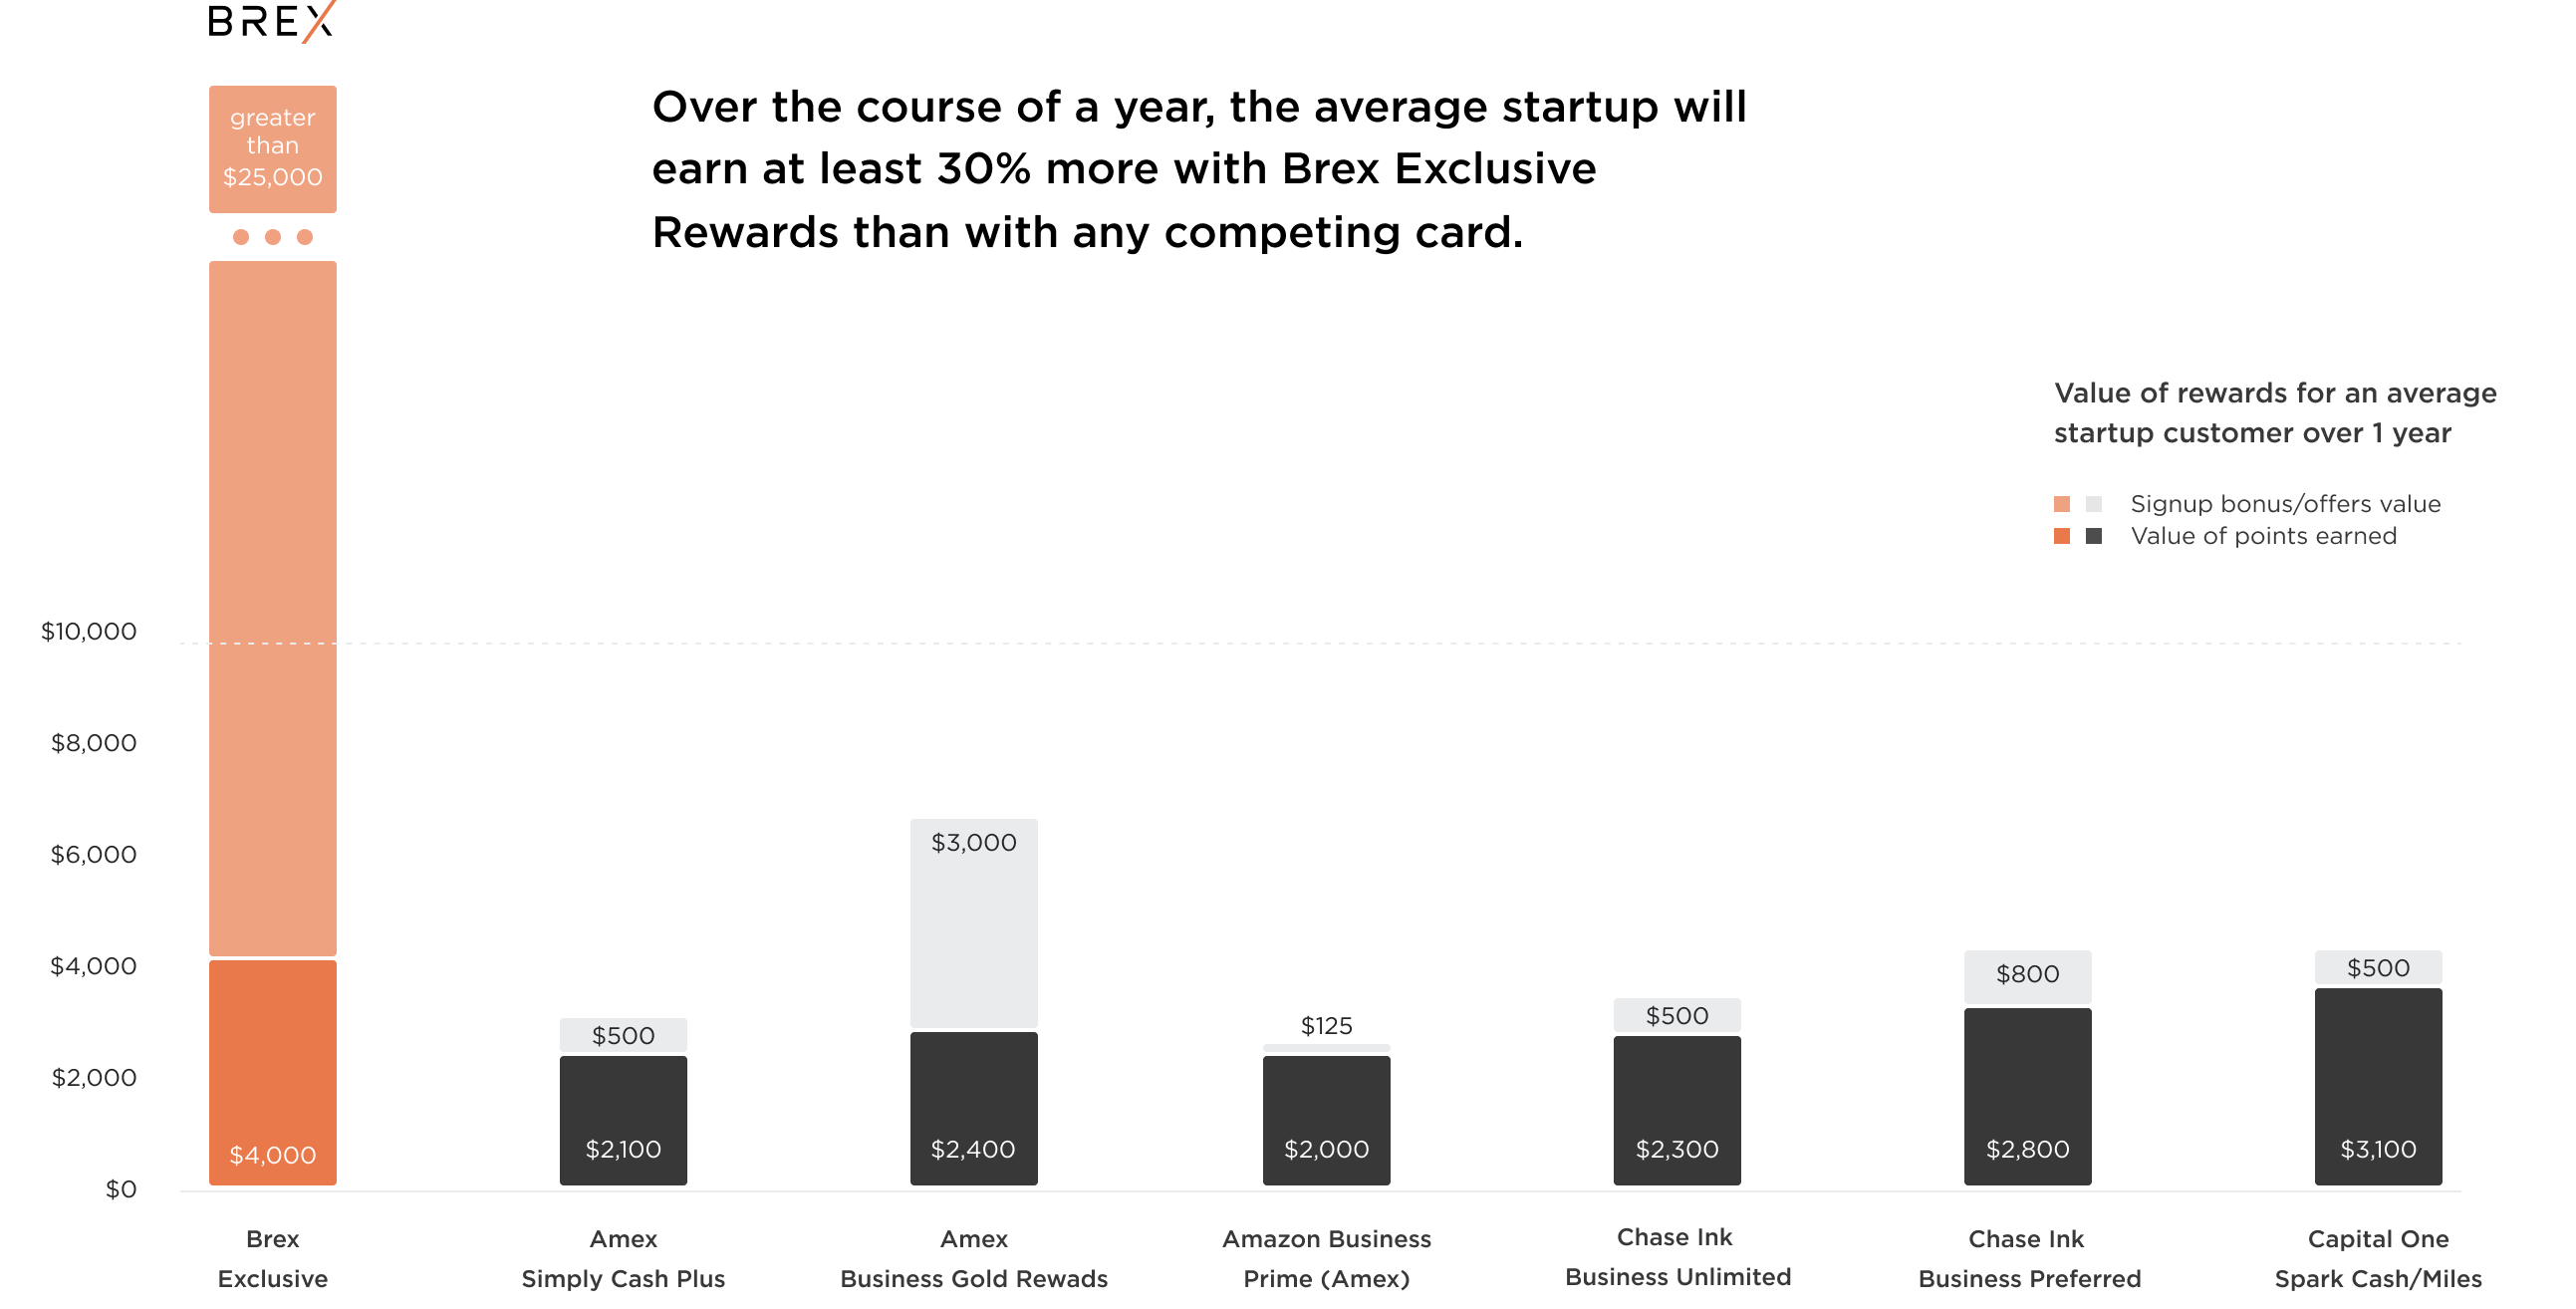 BREX
greater
than
$25,000
Over the course of a year, the average startup will
earn at least 30% more with Brex Exclusive
Rewards than with any competing card.
Value of rewards for an average
startup customer over 1 year
Signup bonus/offers value
Value of points earned
$10,000
$8,000
$6,000
$4,000
$2,000
$0
$4,000
$500
$2,100
$3,000
$2,400
$125
$2,000
$500
$2,300
$800
$2,800
$500
$3,100
Brex
Exclusive
Amex
Simply Cash Plus
Amex
Business Gold Rewads
Amazon Business
Prime (Amex)
Chase Ink
Business Unlimited
Chase Ink
Business Preferred
Capital One
Spark Cash/Miles